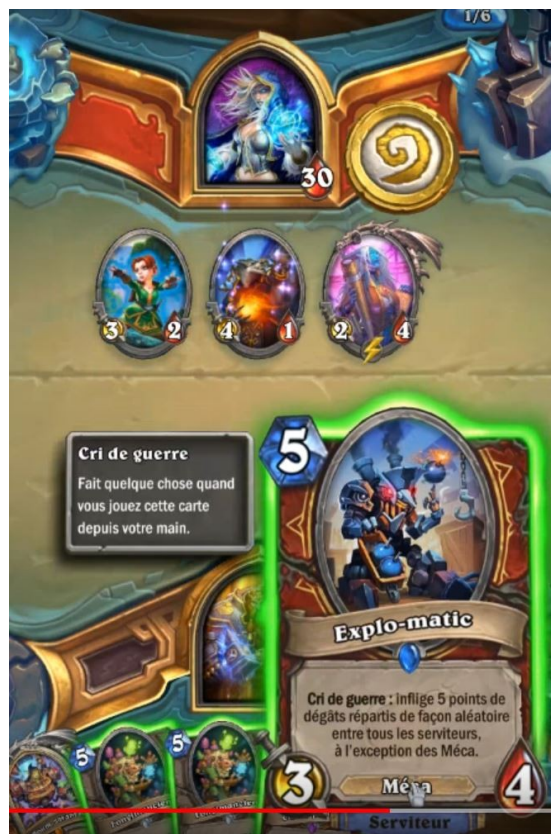 1/6
30
3 2
4 1
2 4
Cri de guerre
Fait quelque chose quand
vous jouez cette carte
depuis votre main.
5
Explo-matic
Cri de guerre : inflige 5 points de
dégâts répartis de façon aléatoire
entre tous les serviteurs,
à l'exception des Méca.
3
Méca
4
5
5
Serviteur